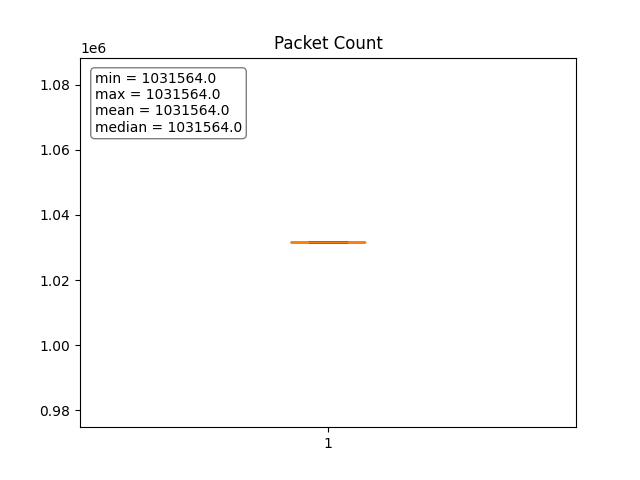 Packet Count
1e6
min = 1031564.0
max = 1031564.0
mean = 1031564.0
median = 1031564.0
1.08
1.06
1.04
1.02
1.00
0.98
1